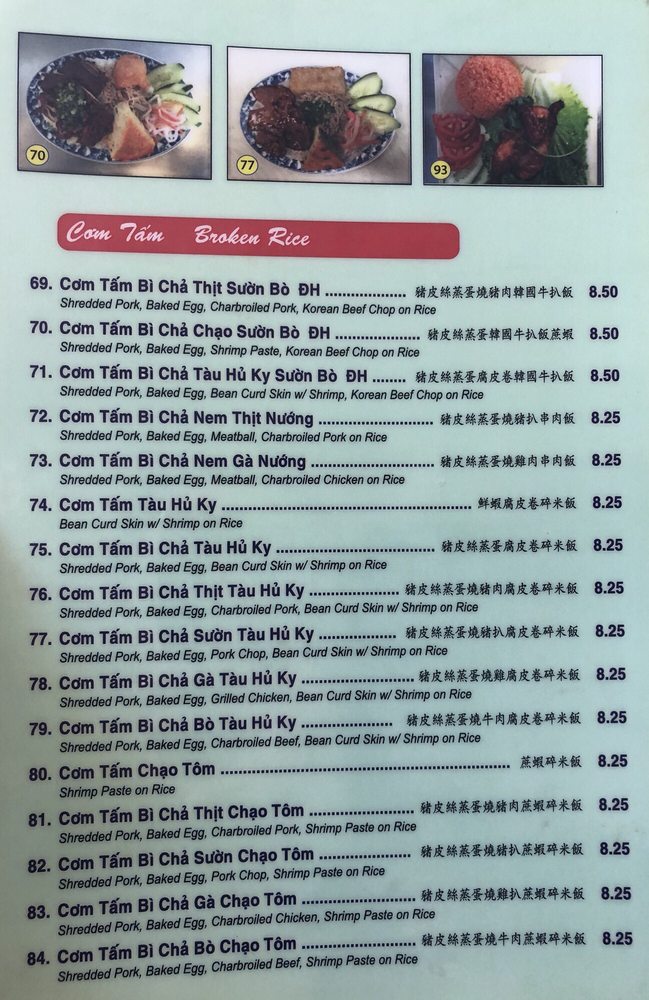 70
77
93
Cơm Tấm Broken Rice
69. Cơm Tấm Bì Chả Thịt Sườn Bò ĐH .................... 豬皮絲蒸蛋燒豬肉韓國牛扒飯 8.50
Shredded Pork, Baked Egg, Charbroiled Pork, Korean Beef Chop on Rice
70. Cơm Tấm Bì Chả Chạo Sườn Bò ĐH .................... 豬皮絲蒸蛋韓國牛扒飯蔗蝦 8.50
Shredded Pork, Baked Egg, Shrimp Paste, Korean Beef Chop on Rice
71. Cơm Tấm Bì Chả Tàu Hủ Ky Sườn Bò ĐH ........ 豬皮絲蒸蛋腐皮卷韓國牛扒飯 8.50
Shredded Pork, Baked Egg, Bean Curd Skin w/ Shrimp, Korean Beef Chop on Rice
72. Cơm Tấm Bì Chả Nem Thịt Nướng ........................... 豬皮絲蒸蛋燒豬扒串肉飯 8.25
Shredded Pork, Baked Egg, Meatball, Charbroiled Pork on Rice
73. Cơm Tấm Bì Chả Nem Gà Nướng ............................. 豬皮絲蒸蛋燒雞肉串肉飯 8.25
Shredded Pork, Baked Egg, Meatball, Charbroiled Chicken on Rice
74. Cơm Tấm Tàu Hủ Ky ............................................................ 鮮蝦腐皮卷碎米飯 8.25
Bean Curd Skin w/ Shrimp on Rice
75. Cơm Tấm Bì Chả Tàu Hủ Ky ...................................... 豬皮絲蒸蛋腐皮卷碎米飯 8.25
Shredded Pork, Baked Egg, Bean Curd Skin w/ Shrimp on Rice
76. Cơm Tấm Bì Chả Thịt Tàu Hủ Ky ...................... 豬皮絲蒸蛋燒豬肉腐皮卷碎米飯 8.25
Shredded Pork, Baked Egg, Charbroiled Pork, Bean Curd Skin w/ Shrimp on Rice
77. Cơm Tấm Bì Chả Sườn Tàu Hủ Ky ................... 豬皮絲蒸蛋燒豬扒腐皮卷碎米飯 8.25
Shredded Pork, Baked Egg, Pork Chop, Bean Curd Skin w/ Shrimp on Rice
78. Cơm Tấm Bì Chả Gà Tàu Hủ Ky ........................... 豬皮絲蒸蛋燒雞腐皮卷碎米飯 8.25
Shredded Pork, Baked Egg, Grilled Chicken, Bean Curd Skin w/ Shrimp on Rice
79. Cơm Tấm Bì Chả Bò Tàu Hủ Ky ..................... 豬皮絲蒸蛋燒牛肉腐皮卷碎米飯 8.25
Shredded Pork, Baked Egg, Charbroiled Beef, Bean Curd Skin w/ Shrimp on Rice
80. Cơm Tấm Chạo Tôm ...................................................................... 蔗蝦碎米飯 8.25
Shrimp Paste on Rice
81. Cơm Tấm Bì Chả Thịt Chạo Tôm ......................... 豬皮絲蒸蛋燒豬肉蔗蝦碎米飯 8.25
Shredded Pork, Baked Egg, Charbroiled Pork, Shrimp Paste on Rice
82. Cơm Tấm Bì Chả Sườn Chạo Tôm ...................... 豬皮絲蒸蛋燒豬扒蔗蝦碎米飯 8.25
Shredded Pork, Baked Egg, Pork Chop, Shrimp Paste on Rice
83. Cơm Tấm Bì Chả Gà Chạo Tôm ........................... 豬皮絲蒸蛋燒雞扒蔗蝦碎米飯 8.25
Shredded Pork, Baked Egg, Charbroiled Chicken, Shrimp Paste on Rice
84. Cơm Tấm Bì Chả Bò Chạo Tôm ........................... 豬皮絲蒸蛋燒牛肉蔗蝦碎米飯 8.25
Shredded Pork, Baked Egg, Charbroiled Beef, Shrimp Paste on Rice